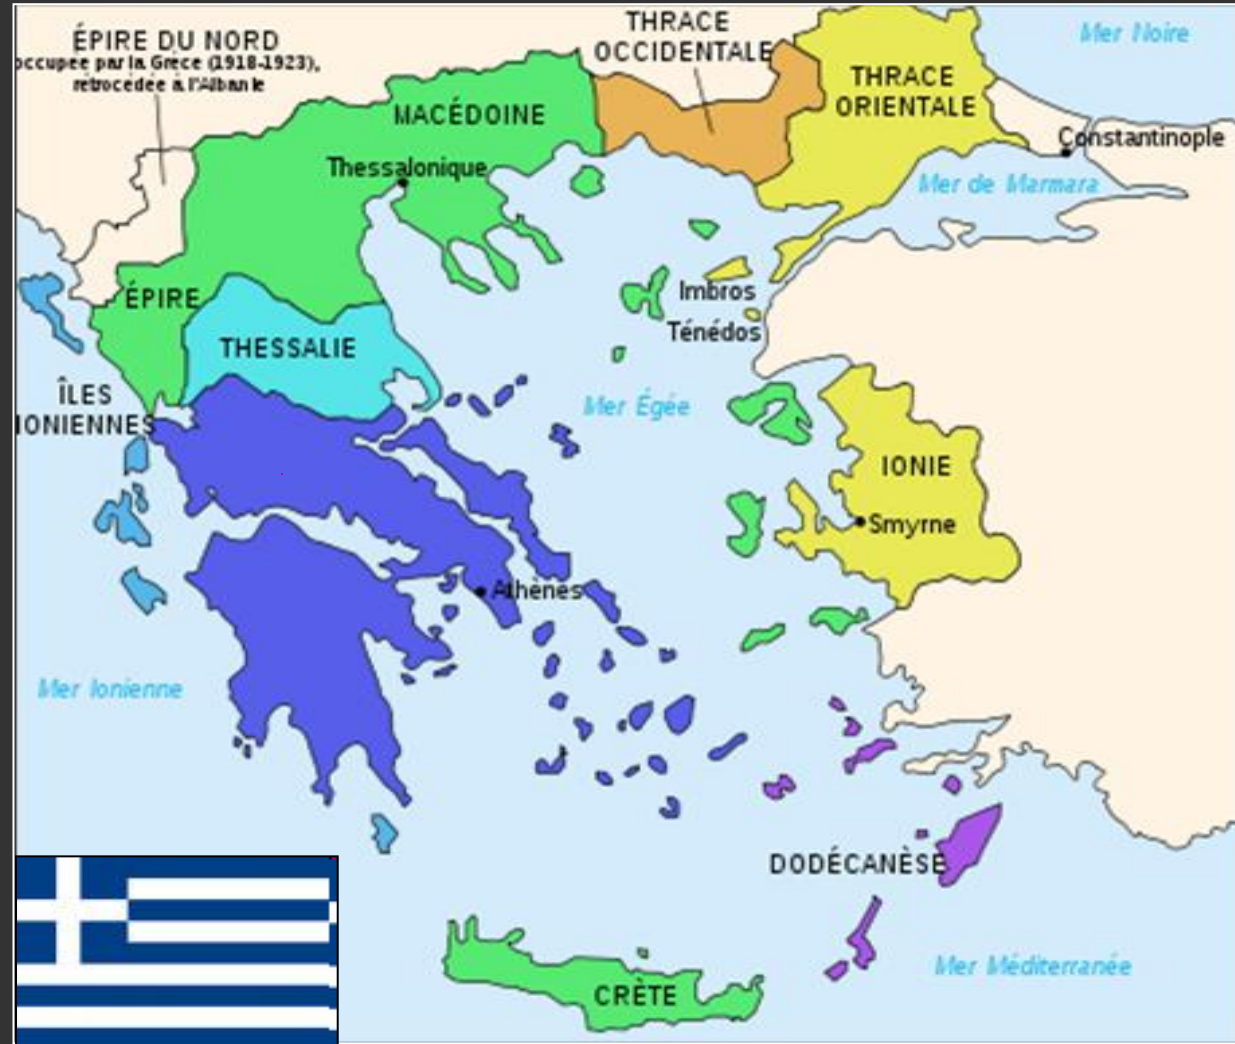 ÉPIRE DU NORD
occupée par la Grèce (1918-1923),
rétrocédée à l'Albanie
THRACE
OCCIDENTALE
Mer Noire
THRACE
ORIENTALE
MACÉDOINE
Constantinople
Thessalonique
Mer de Marmara
ÉPIRE
Imbros
Ténédos
THESSALIE
ÎLES
IONIENNES
Mer Égée
IONIE
Smyrne
Athènes
Mer Ionienne
DODÉCANÈSE
Mer Méditerranée
CRÈTE